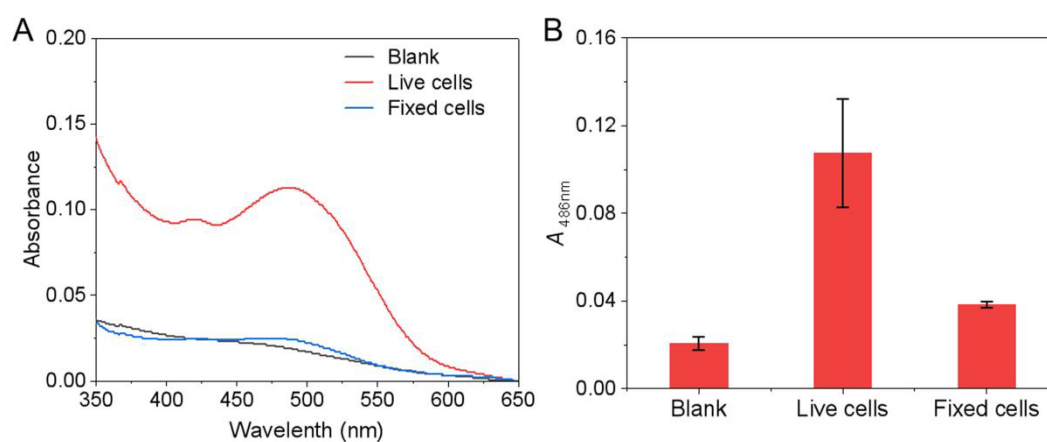 A
0.20
0.15
0.10
0.05
0.00
Absorbance
Blank
Live cells
Fixed cells
350 400 450 500 550 600 650
Wavelenth (nm)
B
0.16
0.12
0.08
0.04
0.00
A 486nm
Blank Live cells Fixed cells